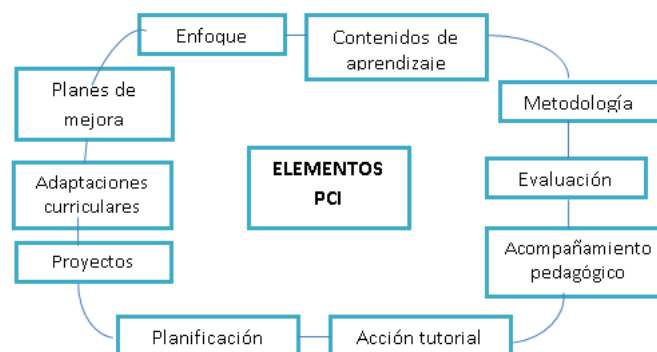 Enfoque
Contenidos de
aprendizaje
Planes de
mejora
Metodología
ELEMENTOS
PCI
Adaptaciones
curriculares
Evaluación
Proyectos
Acompañamiento
pedagógico
Planificación
Acción tutorial